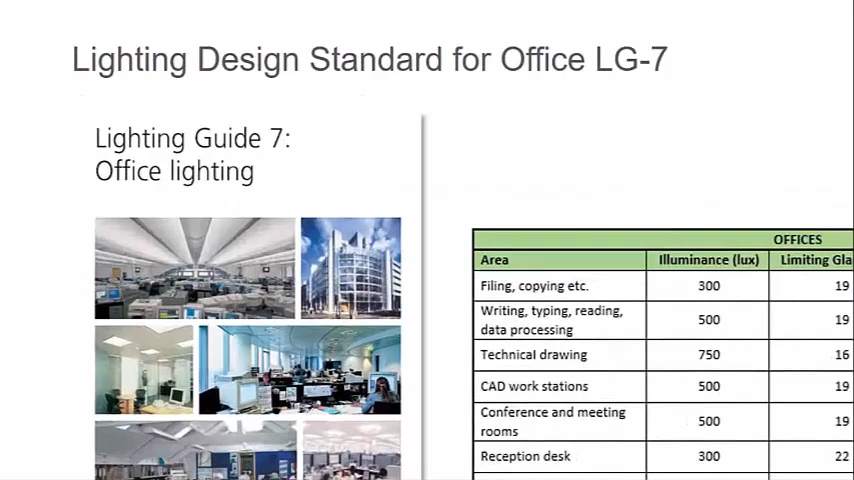 Lighting Design Standard for Office LG-7
Lighting Guide 7:
Office lighting
OFFICES
Area Illuminance (lux) Limiting Gla
Filing, copying etc. 300 19
Writing, typing, reading,
data processing 500 19
Technical drawing 750 16
CAD work stations 500 19
Conference and meeting
rooms 500 19
Reception desk 300 22